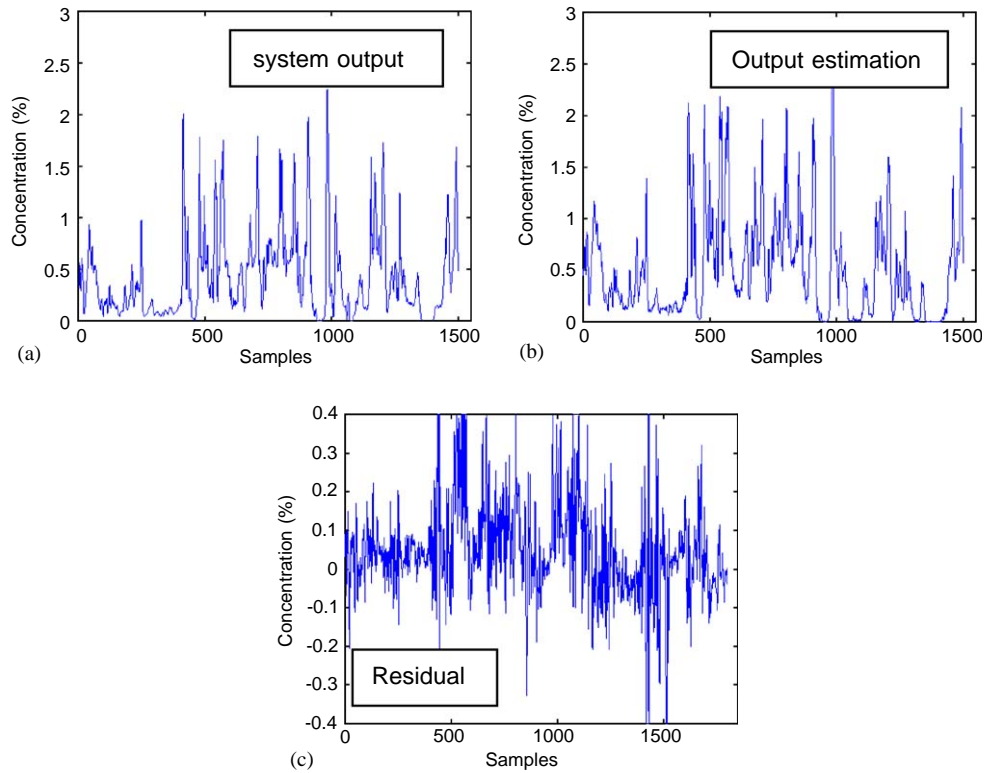 3
2.5
2
1.5
1
0.5
0
Concentration (%)
system output
0
500
1000
1500
Samples
(a)
3
2.5
2
1.5
1
0.5
0
Concentration (%)
Output estimation
0
500
1000
1500
Samples
(b)
0.4
0.3
0.2
0.1
0
-0.1
-0.2
-0.3
-0.4
Concentration (%)
Residual
0
500
1000
1500
Samples
(c)